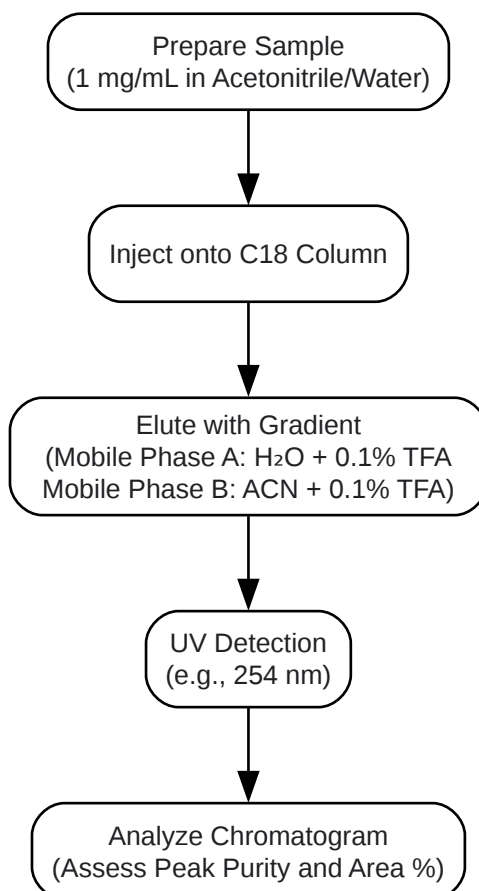 Prepare Sample
(1 mg/mL in Acetonitrile/Water)
Inject onto C18 Column
Elute with Gradient
(Mobile Phase A: H₂O + 0.1% TFA
Mobile Phase B: ACN + 0.1% TFA)
UV Detection
(e.g., 254 nm)
Analyze Chromatogram
(Assess Peak Purity and Area %)